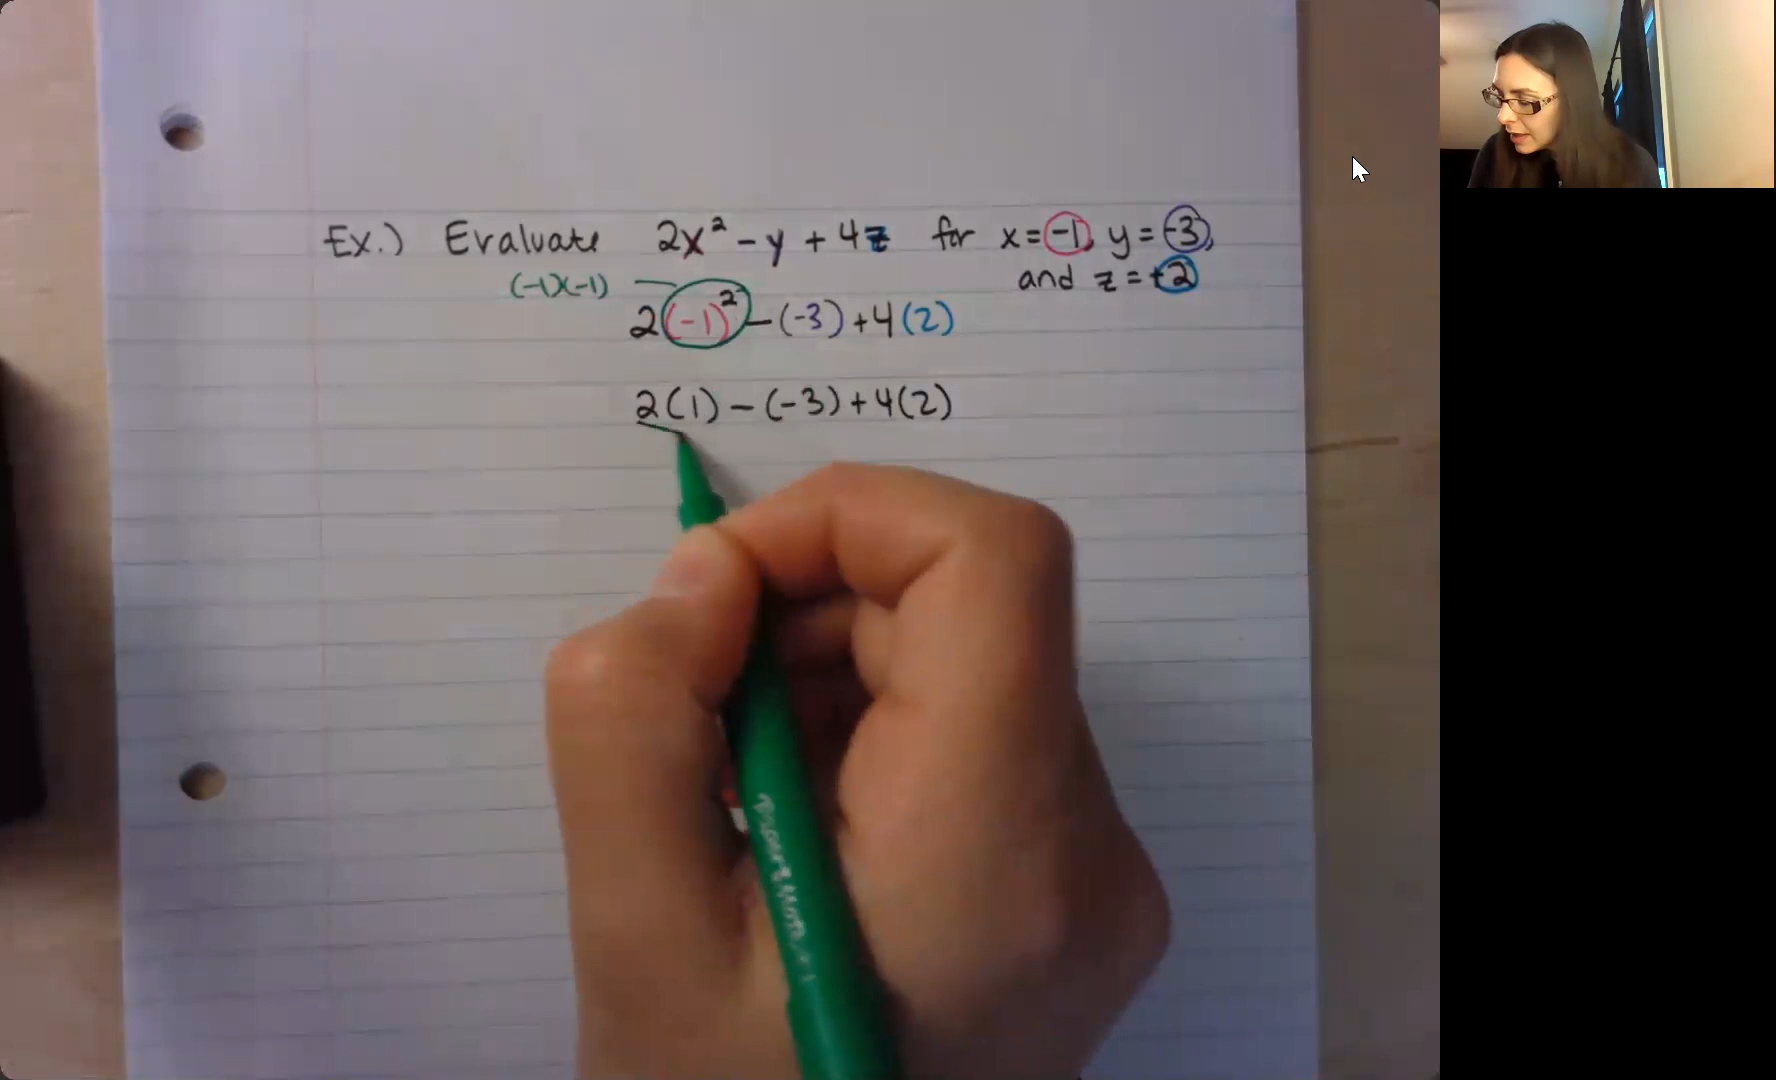 Ex.) Evaluate 2x² - y + 4z for x = -1, y = -3,
and z = +2
(-1)(-1)
2(-1)² - (-3) + 4(2)
2(1) - (-3) + 4(2)